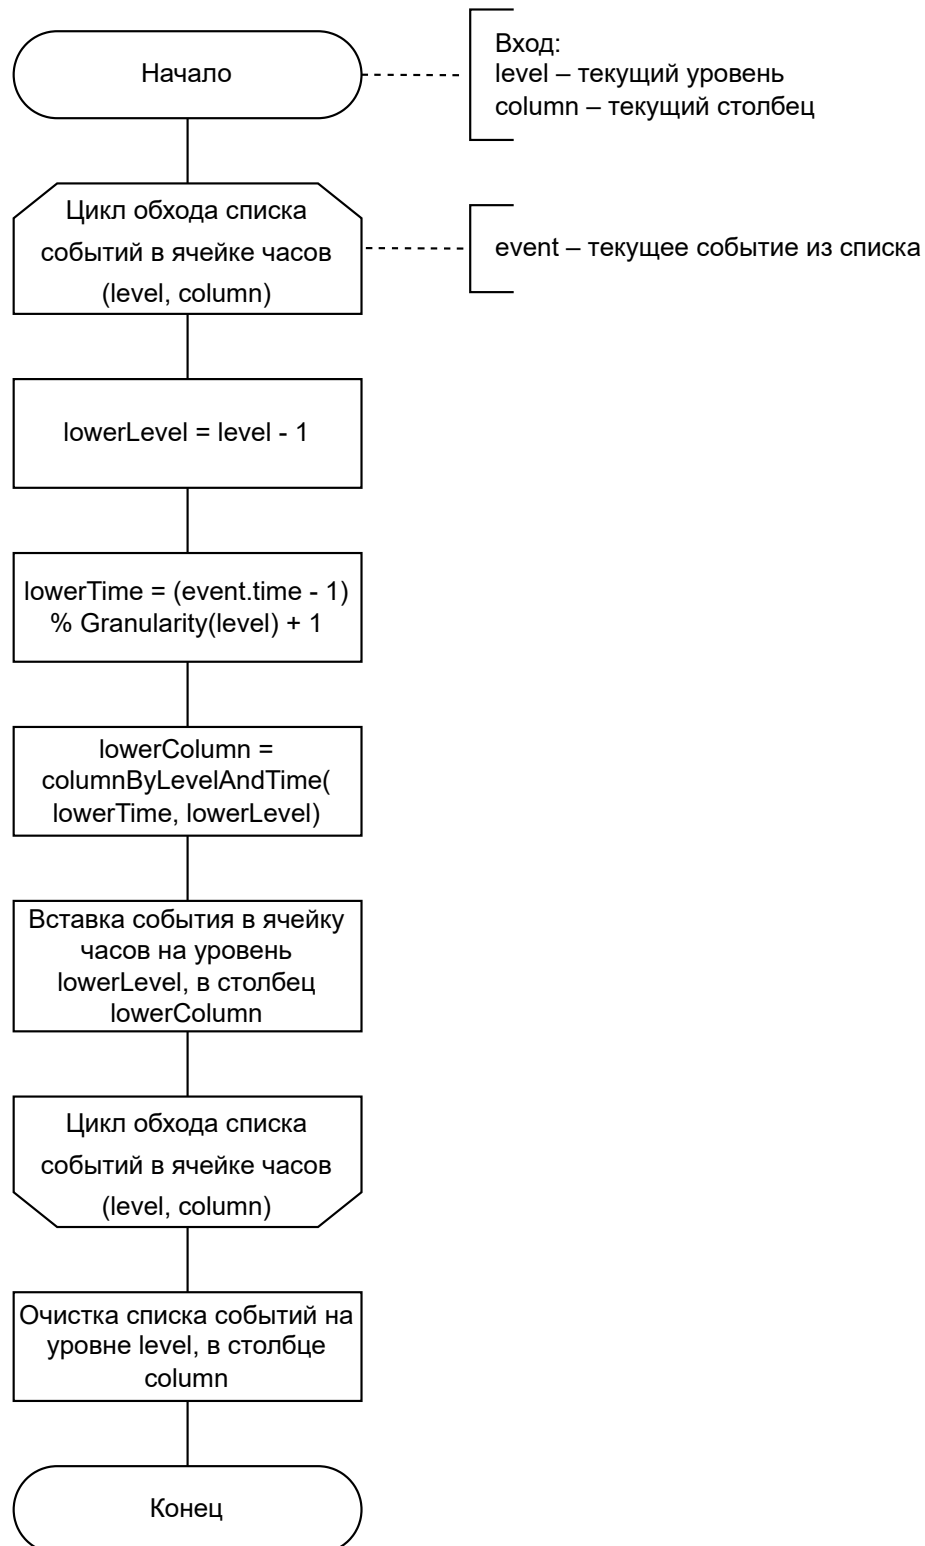 Начало
Вход:
level – текущий уровень
column – текущий столбец
Цикл обхода списка
событий в ячейке часов
(level, column)
event – текущее событие из списка
lowerLevel = level - 1
lowerTime = (event.time - 1)
% Granularity(level) + 1
lowerColumn =
columnByLevelAndTime(
lowerTime, lowerLevel)
Вставка события в ячейку
часов на уровень
lowerLevel, в столбец
lowerColumn
Цикл обхода списка
событий в ячейке часов
(level, column)
Очистка списка событий на
уровне level, в столбце
column
Конец